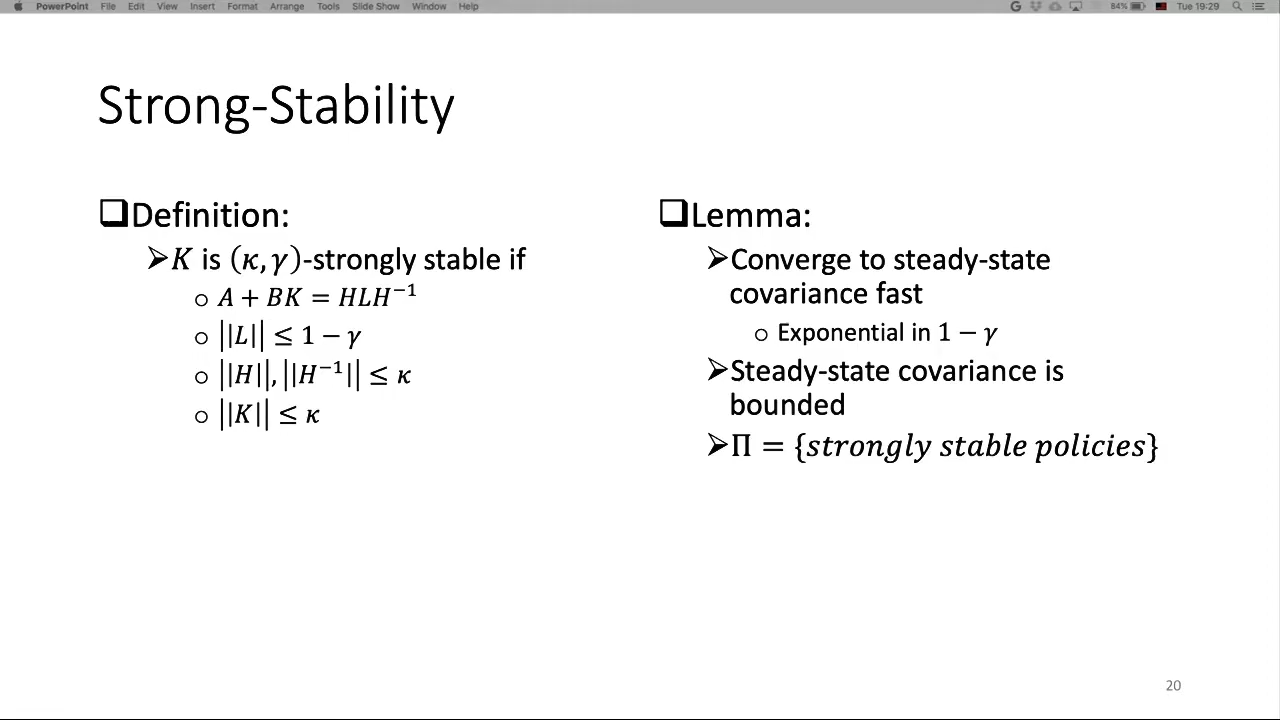 PowerPoint File Edit View Insert Format Arrange Tools Slide Show Window Help 84% Tue 19:29
Strong-Stability
❑Definition:
➢K is (κ, γ)-strongly stable if
○ A + BK = HLH⁻¹
○ ||L|| ≤ 1 − γ
○ ||H||, ||H⁻¹|| ≤ κ
○ ||K|| ≤ κ
❑Lemma:
➢Converge to steady-state
covariance fast
○ Exponential in 1 − γ
➢Steady-state covariance is
bounded
➢Π = {strongly stable policies}
20